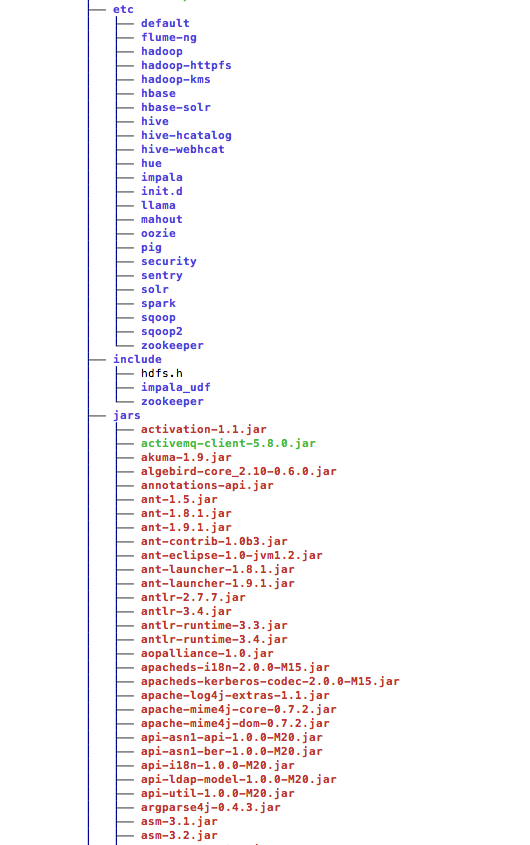 etc
default
flume-ng
hadoop
hadoop-httpfs
hadoop-kms
hbase
hbase-solr
hive
hive-hcatalog
hive-webhcat
hue
impala
init.d
llama
mahout
oozie
pig
security
sentry
solr
spark
sqoop
sqoop2
zookeeper
include
hdfs.h
impala_udf
zookeeper
jars
activation-1.1.jar
activemq-client-5.8.0.jar
akuma-1.9.jar
algebird-core_2.10-0.6.0.jar
annotations-api.jar
ant-1.5.jar
ant-1.8.1.jar
ant-1.9.1.jar
ant-contrib-1.0b3.jar
ant-eclipse-1.0-jvm1.2.jar
ant-launcher-1.8.1.jar
ant-launcher-1.9.1.jar
antlr-2.7.7.jar
antlr-3.4.jar
antlr-runtime-3.3.jar
antlr-runtime-3.4.jar
aopalliance-1.0.jar
apacheds-i18n-2.0.0-M15.jar
apacheds-kerberos-codec-2.0.0-M15.jar
apache-log4j-extras-1.1.jar
apache-mime4j-core-0.7.2.jar
apache-mime4j-dom-0.7.2.jar
api-asn1-api-1.0.0-M20.jar
api-asn1-ber-1.0.0-M20.jar
api-i18n-1.0.0-M20.jar
api-ldap-model-1.0.0-M20.jar
api-util-1.0.0-M20.jar
argparse4j-0.4.3.jar
asm-3.1.jar
asm-3.2.jar